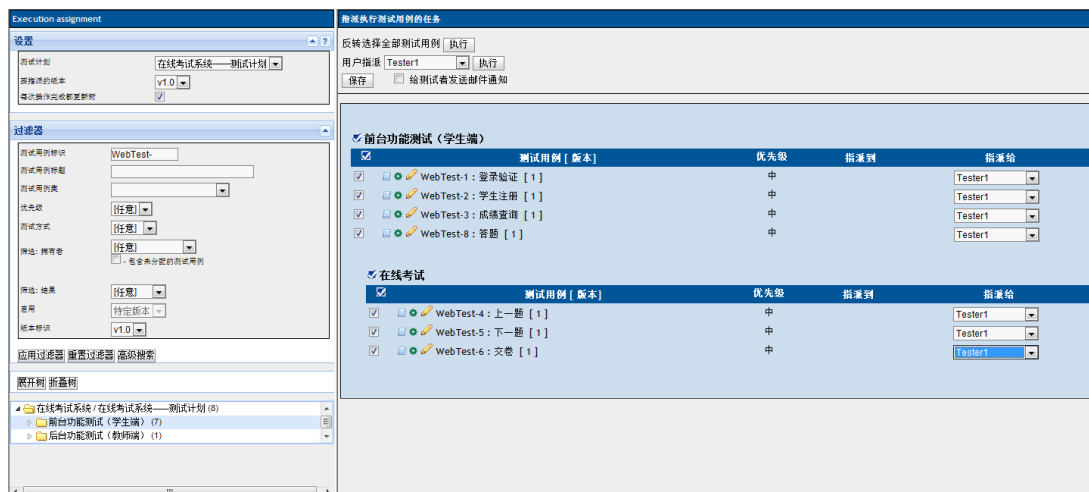 Execution assignment
设置
测试计划 在线考试系统——测试计划
要指派的版本 v1.0
每次操作完成都更新树
过滤器
测试用例标识 WebTest-
测试用例标题
测试用例集
优先级 [任意]
测试方式 [任意]
筛选: 拥有者 [任意]
- 包含未分配的测试用例
筛选: 结果 [任意]
启用 特定版本
版本标识 v1.0
应用过滤器 重置过滤器 高级搜索
展开树 折叠树
在线考试系统 / 在线考试系统——测试计划 (8)
前台功能测试（学生端） (7)
后台功能测试（教师端） (1)
指派执行测试用例的任务
反转选择全部测试用例 执行
用户指派 Tester1 执行
保存 给测试者发送邮件通知
前台功能测试（学生端）
测试用例 [ 版本] 优先级 指派到 指派给
WebTest-1 : 登录验证 [ 1 ] 中 Tester1
WebTest-2 : 学生注册 [ 1 ] 中 Tester1
WebTest-3 : 成绩查询 [ 1 ] 中 Tester1
WebTest-8 : 答题 [ 1 ] 中 Tester1
在线考试
测试用例 [ 版本] 优先级 指派到 指派给
WebTest-4 : 上一题 [ 1 ] 中 Tester1
WebTest-5 : 下一题 [ 1 ] 中 Tester1
WebTest-6 : 交卷 [ 1 ] 中 Tester1